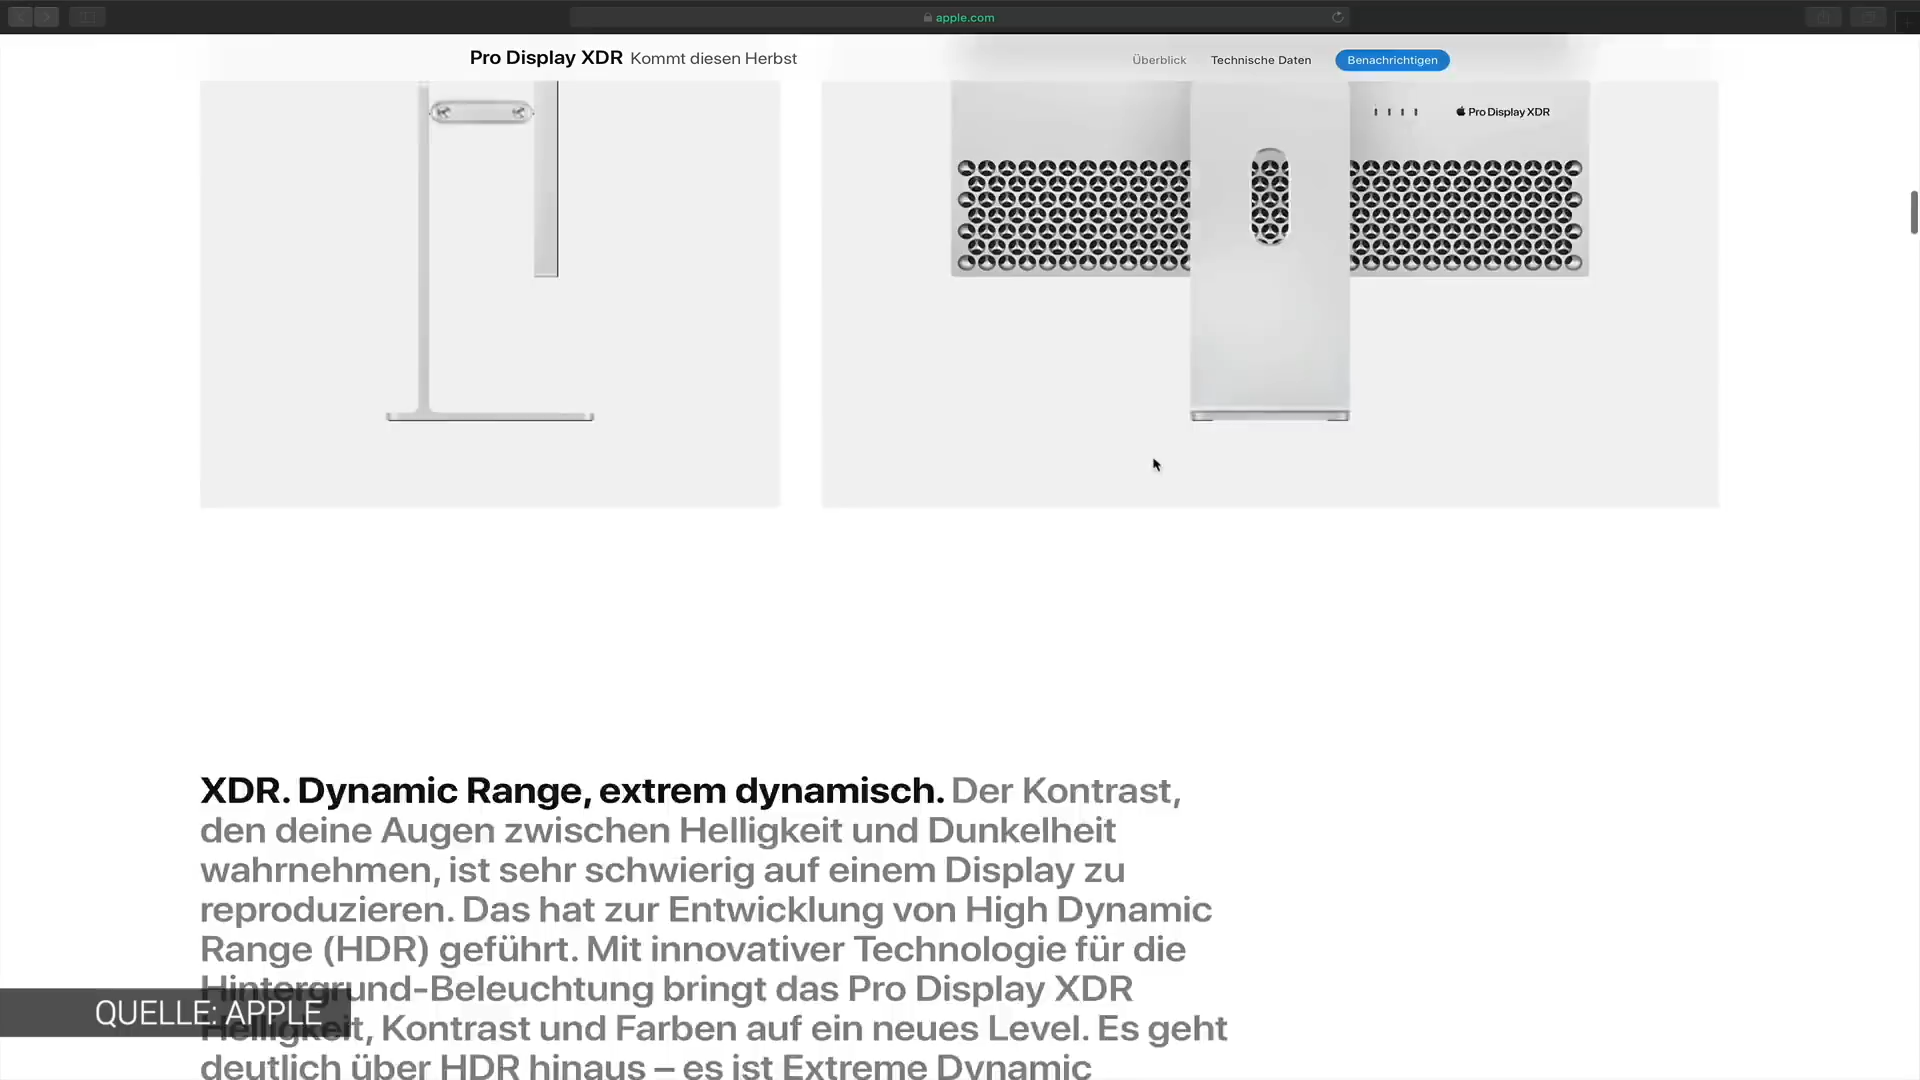 apple.com
Pro Display XDR Kommt diesen Herbst
Überblick Technische Daten Benachrichtigen
Pro Display XDR
XDR. Dynamic Range, extrem dynamisch. Der Kontrast,
den deine Augen zwischen Helligkeit und Dunkelheit
wahrnehmen, ist sehr schwierig auf einem Display zu
reproduzieren. Das hat zur Entwicklung von High Dynamic
Range (HDR) geführt. Mit innovativer Technologie für die
Hintergrund-Beleuchtung bringt das Pro Display XDR
Helligkeit, Kontrast und Farben auf ein neues Level. Es geht
deutlich über HDR hinaus – es ist Extreme Dynamic
QUELLE: APPLE